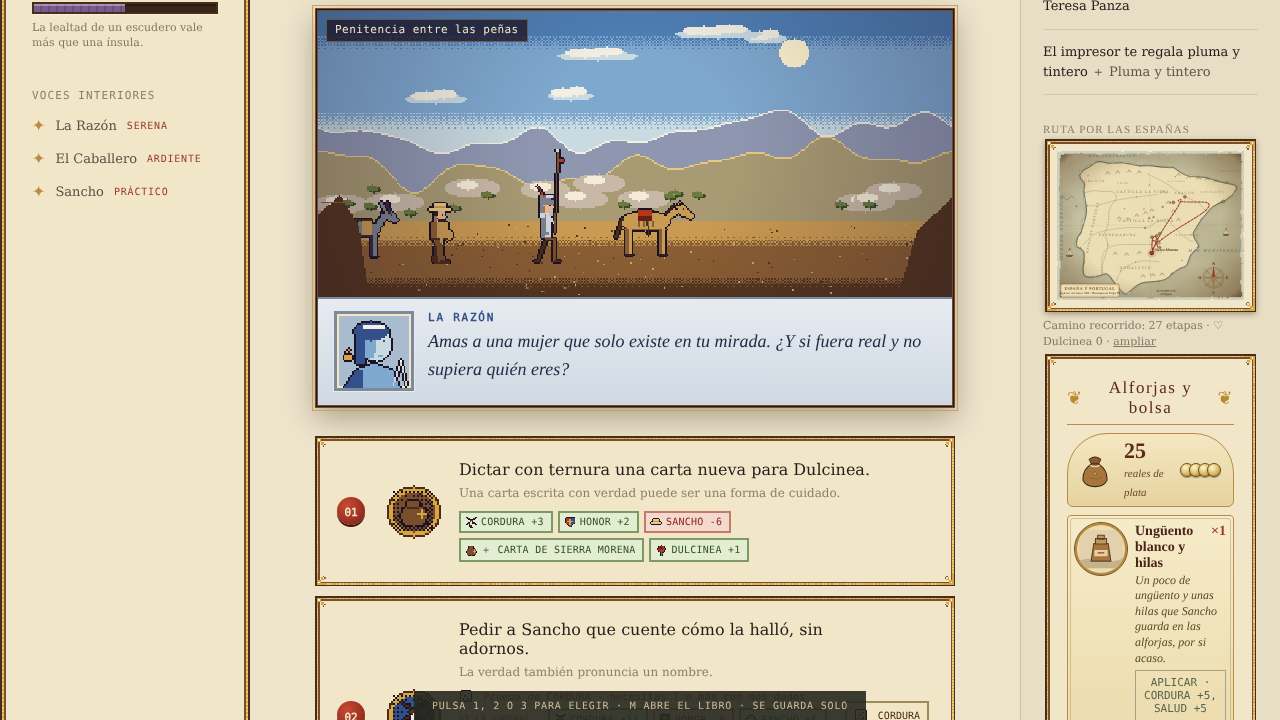 La lealtad de un escudero vale
más que una ínsula.
VOCES INTERIORES
La Razón SERENA
El Caballero ARDIENTE
Sancho PRÁCTICO
Penitencia entre las peñas
LA RAZÓN
Amas a una mujer que solo existe en tu mirada. ¿Y si fuera real y no
supiera quién eres?
01
Dictar con ternura una carta nueva para Dulcinea.
Una carta escrita con verdad puede ser una forma de cuidado.
CORDURA +3 HONOR +2 SANCHO -6
+ CARTA DE SIERRA MORENA DULCINEA +1
02
Pedir a Sancho que cuente cómo la halló, sin
adornos.
La verdad también pronuncia un nombre.
CORDURA
PULSA 1, 2 O 3 PARA ELEGIR · M ABRE EL LIBRO · SE GUARDA SOLO
Teresa Panza
El impresor te regala pluma y
tintero + Pluma y tintero
RUTA POR LAS ESPAÑAS
ESPAÑA Y PORTUGAL
Camino recorrido: 27 etapas · ♡
Dulcinea 0 · ampliar
Alforjas y
bolsa
25
reales de
plata
Ungüento ×1
blanco y
hilas
Un poco de
ungüento y unas
hilas que Sancho
guarda en las
alforjas, por si
acaso.
APLICAR ·
CORDURA +5,
SALUD +5